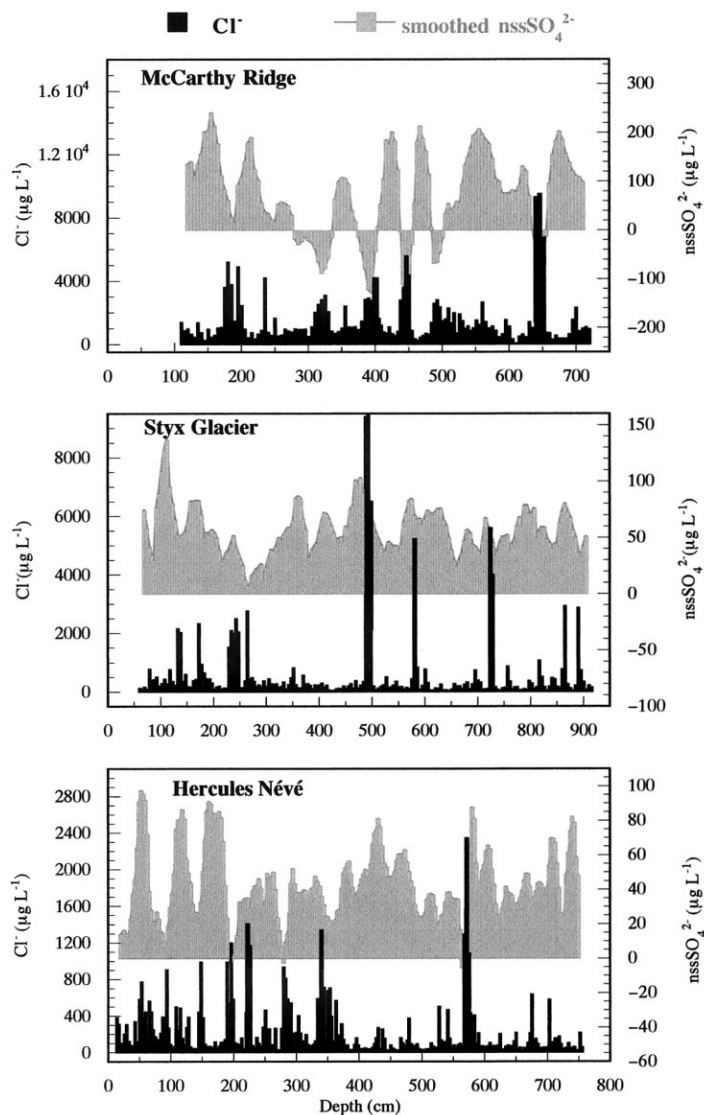 Cl⁻ smoothed nssSO₄²⁻
McCarthy Ridge
1.6 10⁴
1.2 10⁴
8000
4000
0
Cl⁻ (µg L⁻¹)
300
200
100
0
−100
−200
nssSO₄²⁻ (µg L⁻¹)
0 100 200 300 400 500 600 700
Styx Glacier
8000
6000
4000
2000
0
Cl⁻(µg L⁻¹)
150
100
50
0
−50
−100
nssSO₄²⁻(µg L⁻¹)
0 100 200 300 400 500 600 700 800 900
Hercules Névé
2800
2400
2000
1600
1200
800
400
0
Cl⁻ (µg L⁻¹)
100
80
60
40
20
0
−20
−40
−60
nssSO₄²⁻ (µg L⁻¹)
0 100 200 300 400 500 600 700 800
Depth (cm)